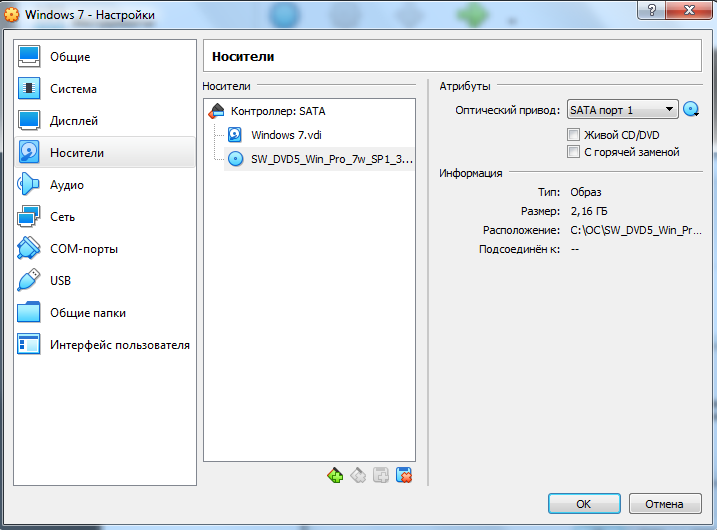 Windows 7 - Настройки
Общие
Система
Дисплей
Носители
Аудио
Сеть
COM-порты
USB
Общие папки
Интерфейс пользователя
Носители
Носители
Контроллер: SATA
Windows 7.vdi
SW_DVD5_Win_Pro_7w_SP1_3...
Атрибуты
Оптический привод: SATA порт 1
Живой CD/DVD
С горячей заменой
Информация
Тип: Образ
Размер: 2,16 ГБ
Расположение: C:\ОС\SW_DVD5_Win_Pr...
Подсоединён к: --
OK
Отмена